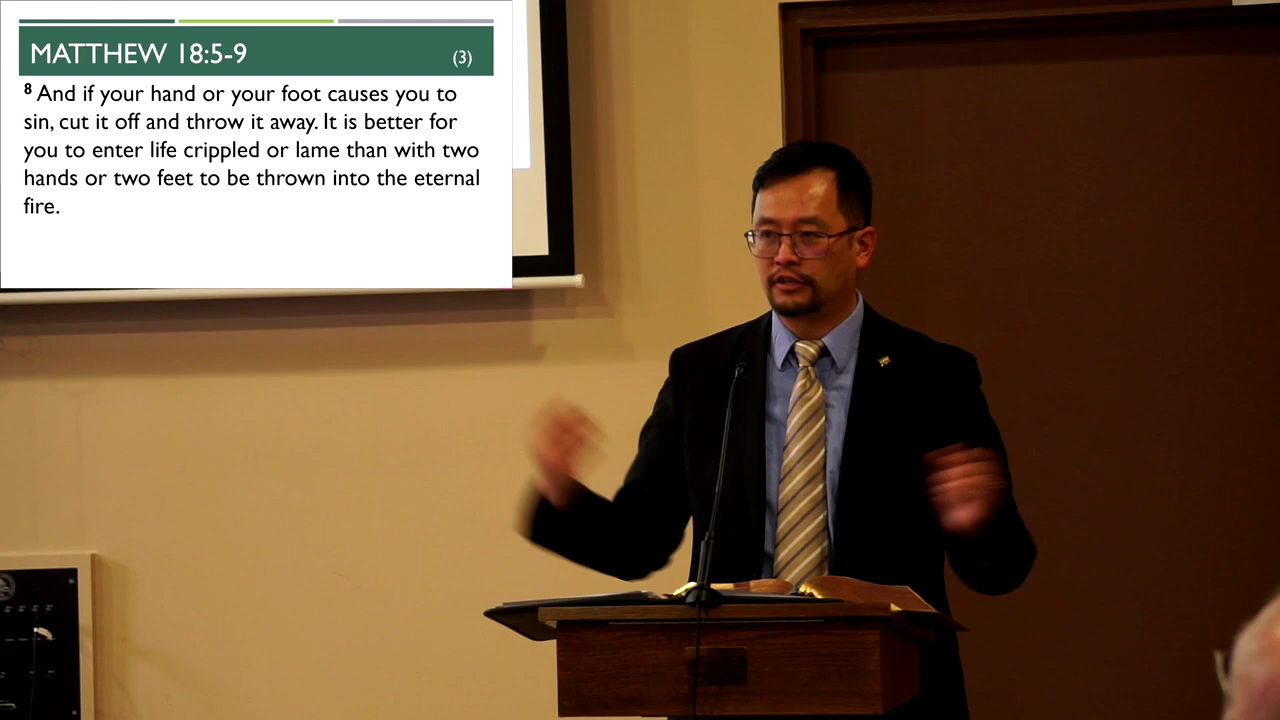 MATTHEW 18:5-9 (3)
8 And if your hand or your foot causes you to
sin, cut it off and throw it away. It is better for
you to enter life crippled or lame than with two
hands or two feet to be thrown into the eternal
fire.